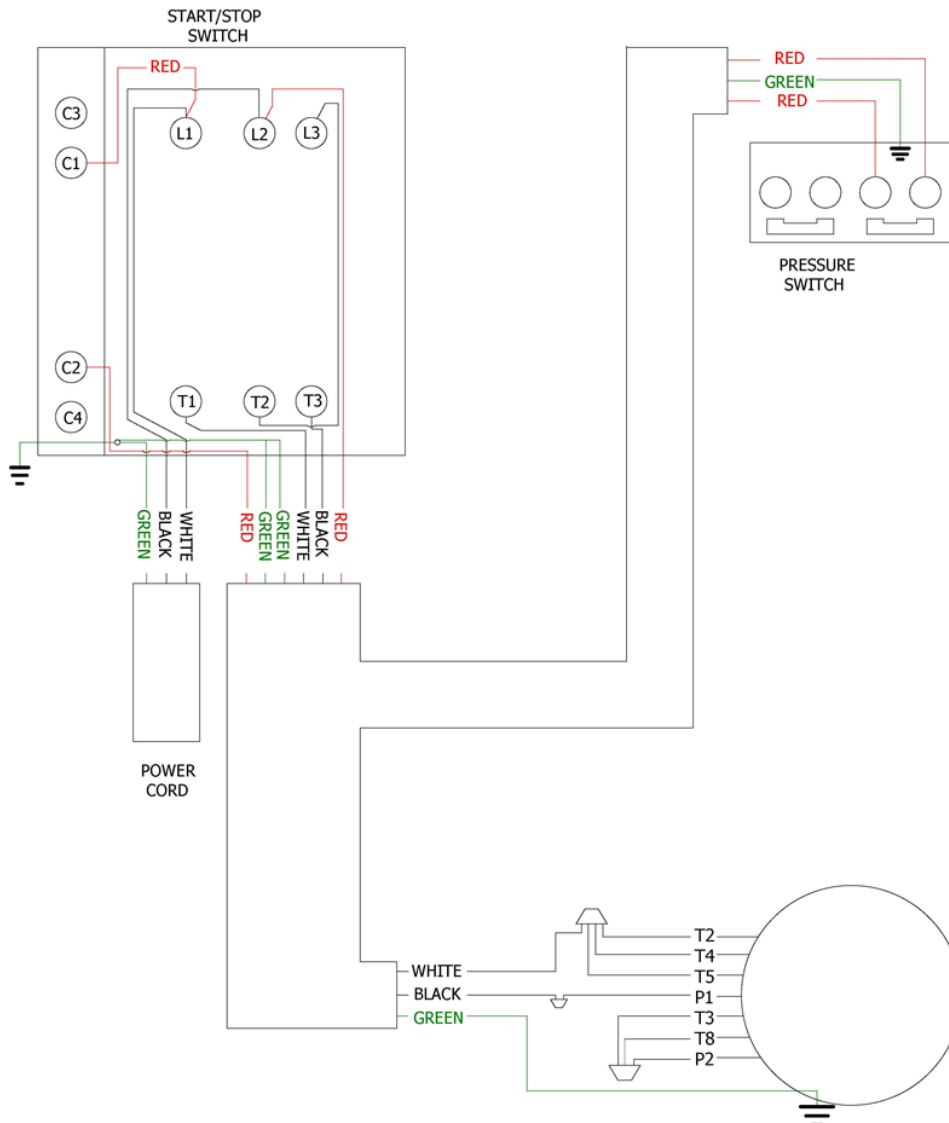 START/STOP
SWITCH
RED
C3
C1
L1
L2
L3
C2
C4
T1
T2
T3
RED
GREEN
RED
PRESSURE
SWITCH
GREEN
BLACK
WHITE
RED
GREEN
GREEN
WHITE
BLACK
RED
POWER
CORD
WHITE
BLACK
GREEN
T2
T4
T5
P1
T3
T8
P2